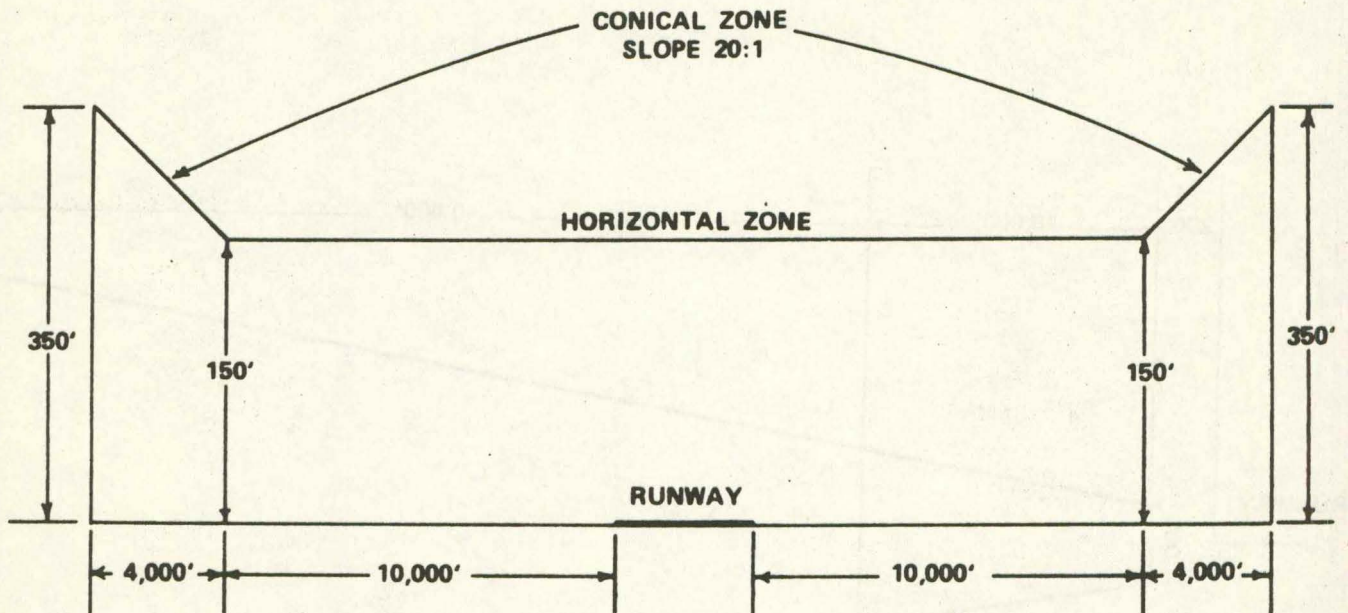 CONICAL ZONE
SLOPE 20:1
HORIZONTAL ZONE
350'
150'
150'
350'
RUNWAY
4,000'
10,000'
10,000'
4,000'